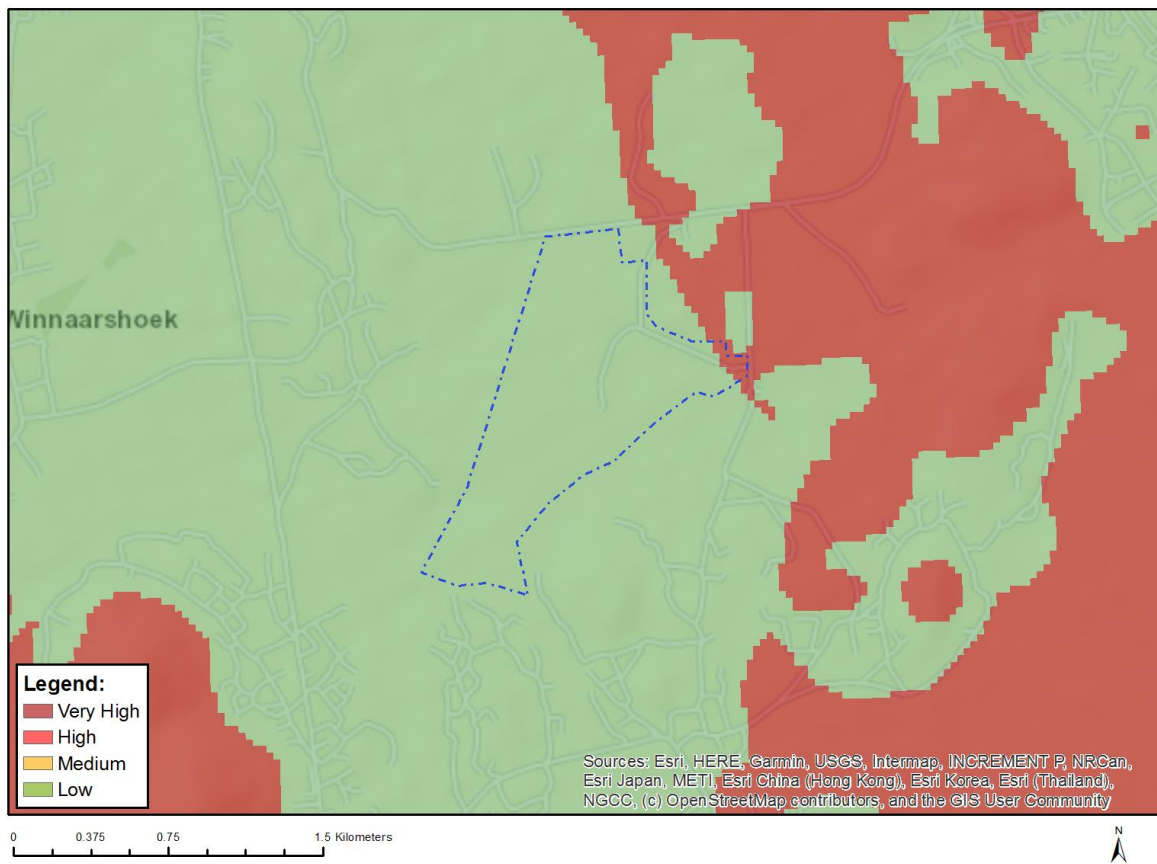 Winnaarshoek
Legend:
Very High
High
Medium
Low
Sources: Esri, HERE, Garmin, USGS, Intermap, INCREMENT P, NRCan,
Esri Japan, METI, Esri China (Hong Kong), Esri Korea, Esri (Thailand),
NGCC, (c) OpenStreetMap contributors, and the GIS User Community
0 0.375 0.75 1.5 Kilometers
N